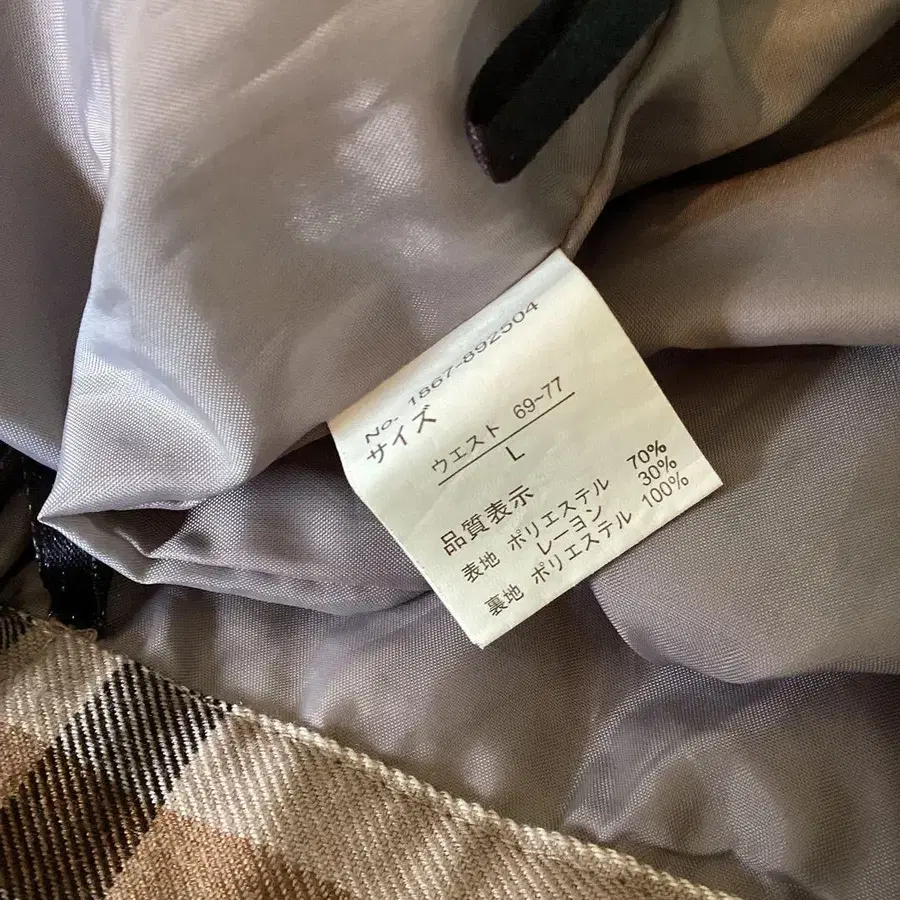 No. 1867-892504
サイズ
ウエスト 69~77
L
品質表示
表地 ポリエステル 70%
レーヨン 30%
裏地 ポリエステル 100%